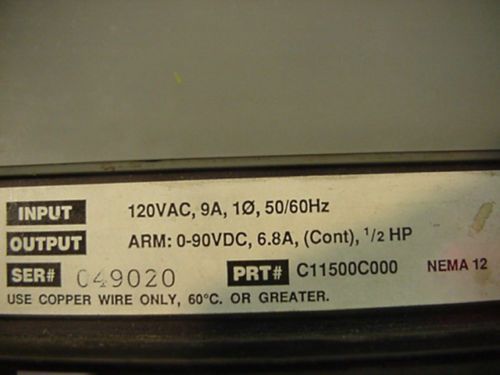 INPUT 120VAC, 9A, 1Ø, 50/60Hz
OUTPUT ARM: 0-90VDC, 6.8A, (Cont), 1/2 HP
SER# 049020 PRT# C11500C000 NEMA 12
USE COPPER WIRE ONLY, 60°C. OR GREATER.